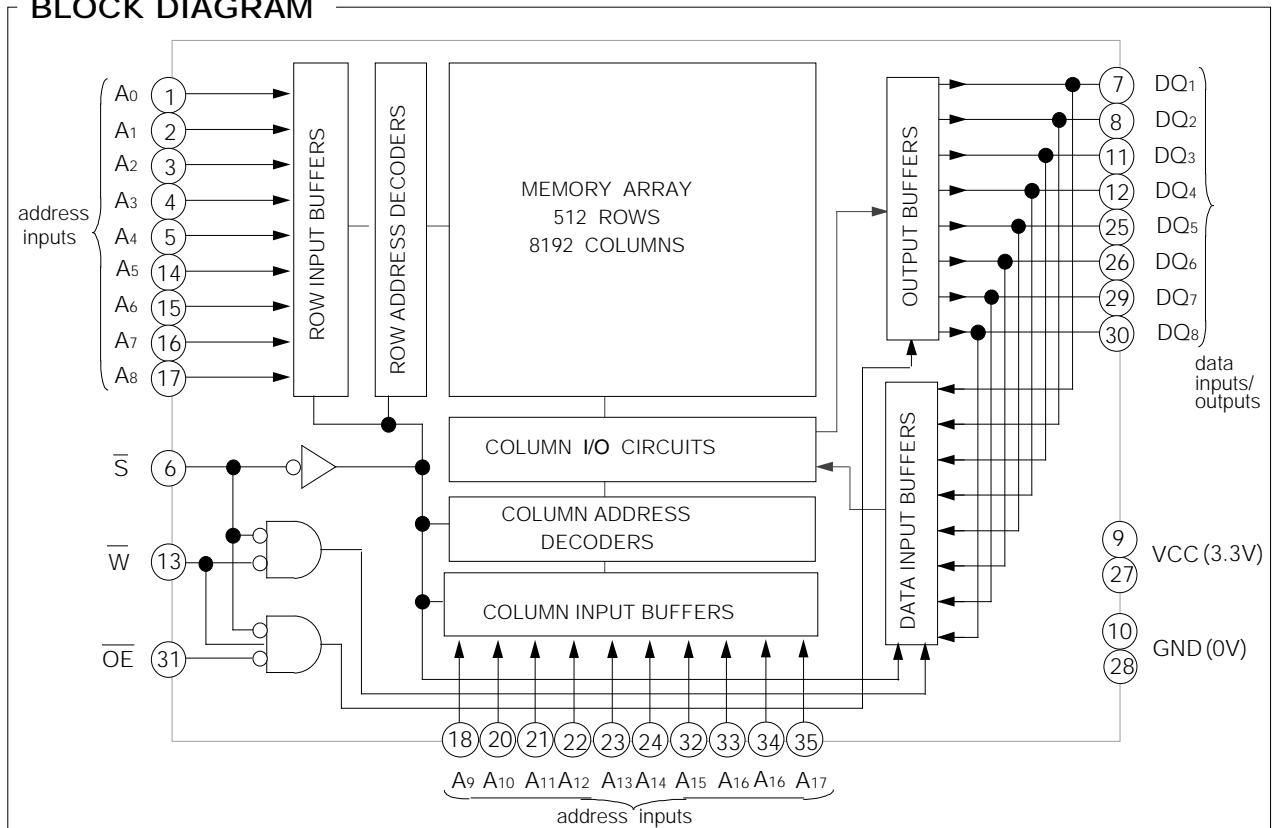 BLOCK DIAGRAM
A0 1
A1 2
A2 3
A3 4
A4 5
A5 14
A6 15
A7 16
A8 17
address
inputs
S 6
W 13
OE 31
ROW INPUT BUFFERS
ROW ADDRESS DECODERS
MEMORY ARRAY
512 ROWS
8192 COLUMNS
COLUMN I/O CIRCUITS
COLUMN ADDRESS
DECODERS
COLUMN INPUT BUFFERS
OUTPUT BUFFERS
DATA INPUT BUFFERS
7 DQ1
8 DQ2
11 DQ3
12 DQ4
25 DQ5
26 DQ6
29 DQ7
30 DQ8
data
inputs/
outputs
9
VCC (3.3V)
27
10
GND (0V)
28
18 20 21 22 23 24 32 33 34 35
A9 A10 A11 A12 A13 A14 A15 A16 A16 A17
address inputs